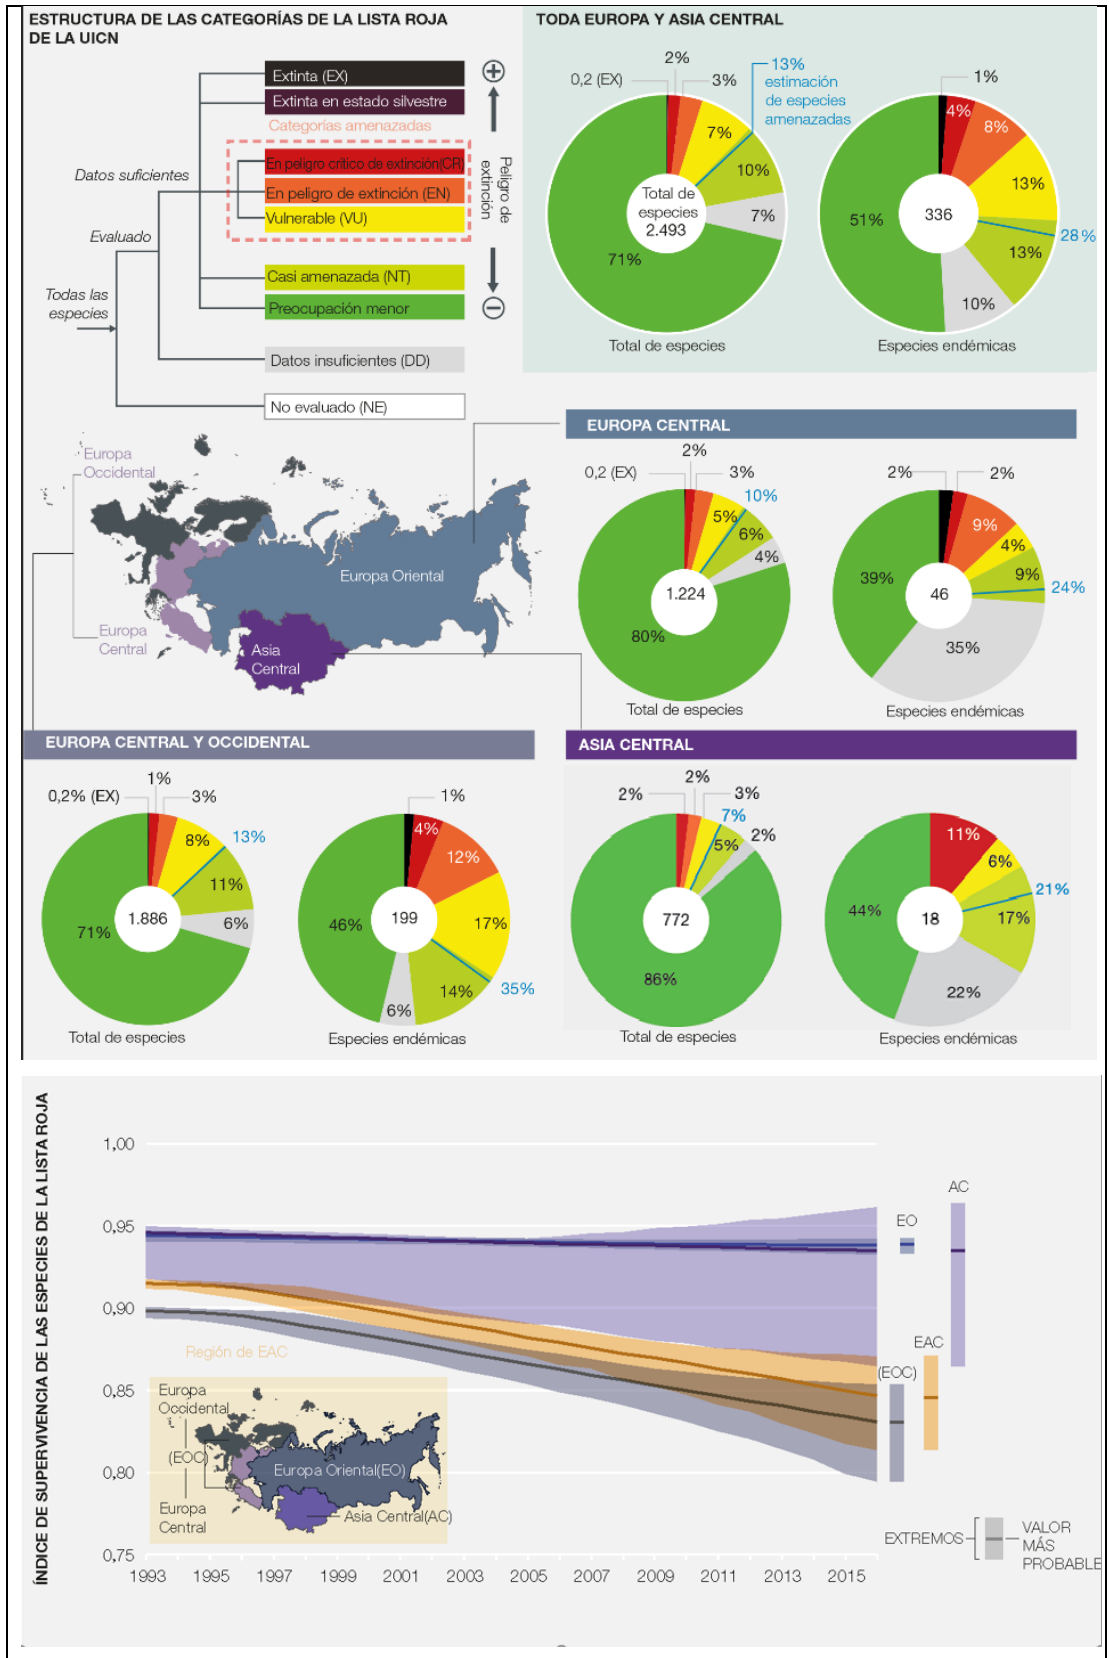 ESTRUCTURA DE LAS CATEGORÍAS DE LA LISTA ROJA
DE LA UICN
Extinta (EX)
Extinta en estado silvestre
Categorías amenazadas
En peligro crítico de extinción(CR)
En peligro de extinción (EN)
Vulnerable (VU)
Casi amenazada (NT)
Preocupación menor
Datos insuficientes (DD)
No evaluado (NE)
Datos suficientes
Evaluado
Todas las
especies
Peligro de
extinción
TODA EUROPA Y ASIA CENTRAL
0,2 (EX)
2%
3%
13%
estimación
de especies
amenazadas
7%
10%
7%
71%
Total de
especies
2.493
Total de especies
1%
4%
8%
13%
28%
13%
10%
51%
336
Especies endémicas
Europa
Occidental
Europa Oriental
Europa
Central
Asia
Central
EUROPA CENTRAL
0,2 (EX)
2%
3%
10%
5%
6%
4%
80%
1.224
Total de especies
2%
2%
9%
4%
9%
24%
35%
39%
46
Especies endémicas
EUROPA CENTRAL Y OCCIDENTAL
0,2% (EX)
1%
3%
8%
13%
11%
6%
71%
1.886
Total de especies
1%
4%
12%
17%
35%
14%
6%
46%
199
Especies endémicas
ASIA CENTRAL
2%
2%
3%
7%
5%
2%
86%
772
Total de especies
11%
6%
21%
17%
22%
44%
18
Especies endémicas
ÍNDICE DE SUPERVIVENCIA DE LAS ESPECIES DE LA LISTA ROJA
1,00
0,95
0,90
0,85
0,80
0,75
1993
1995
1997
1999
2001
2003
2005
2007
2009
2011
2013
2015
AC
EO
EAC
(EOC)
Región de EAC
Europa
Occidental
(EOC)
Europa
Central
Europa Oriental(EO)
Asia Central(AC)
EXTREMOS
VALOR
MÁS
PROBABLE